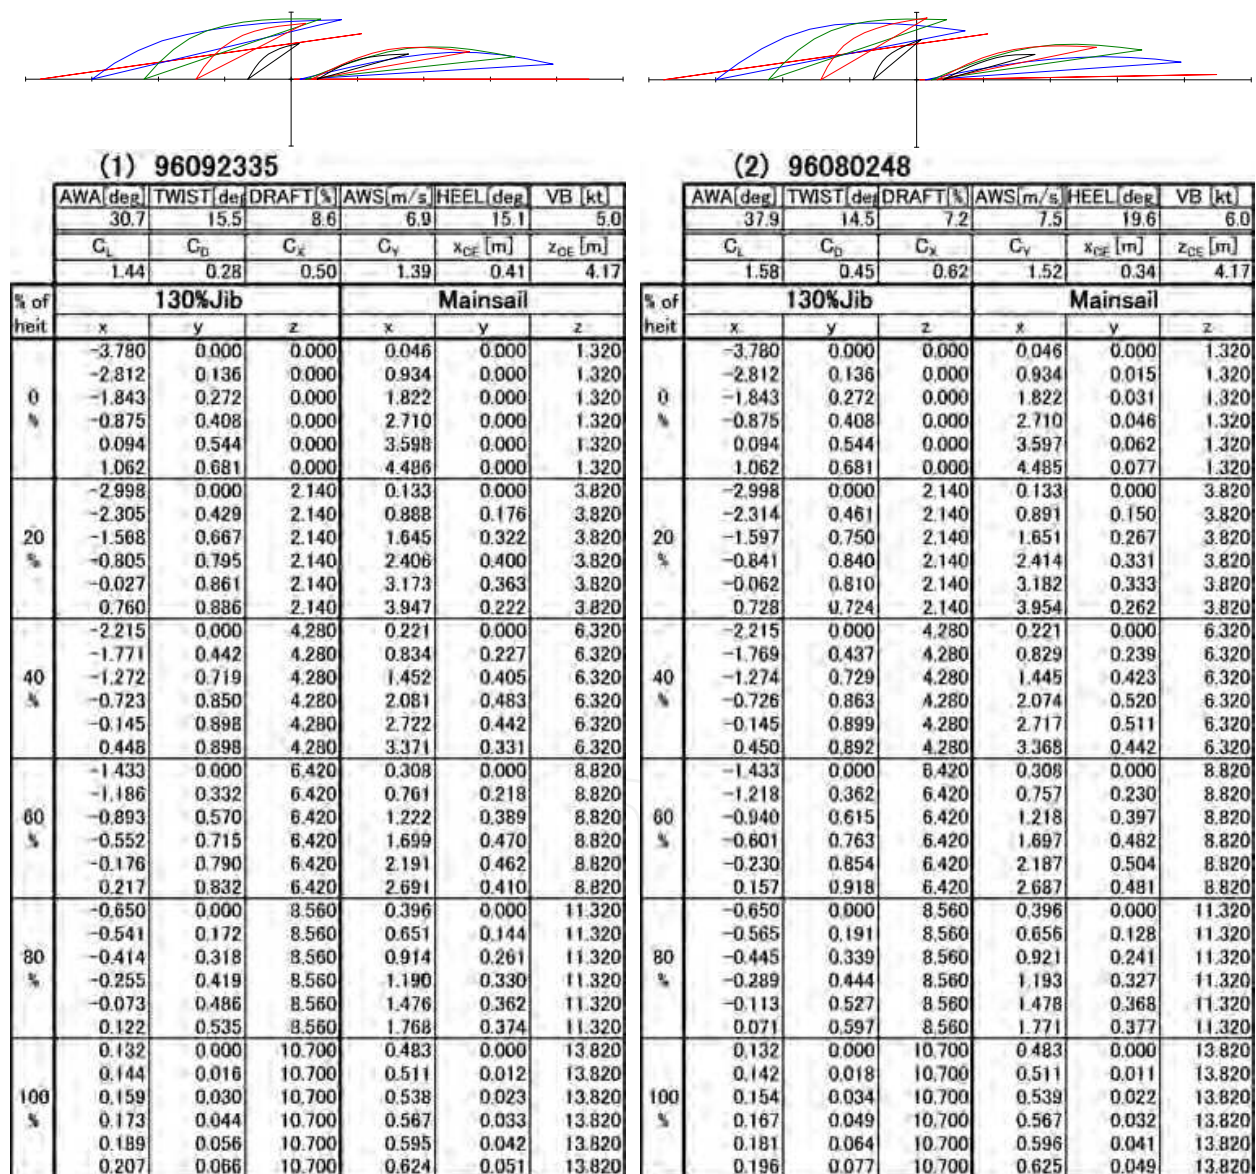 (1) 96092335 (2) 96080248
AWA[deg] TWIST[deg DRAFT[%] AWS[m/s] HEEL[deg] VB [kt] AWA[deg] TWIST[deg DRAFT[%] AWS[m/s] HEEL[deg] VB [kt]
30.7 15.5 8.6 6.9 15.1 5.0 37.9 14.5 7.2 7.5 19.6 6.0
CL CD CX CY xCE [m] zCE [m] CL CD CX CY xCE [m] zCE [m]
1.44 0.28 0.50 1.39 0.41 4.17 1.58 0.45 0.62 1.52 0.34 4.17
% of 130%Jib Mainsail % of 130%Jib Mainsail
heit x y z x y z heit x y z x y z
-3.780 0.000 0.000 0.046 0.000 1.320 -3.780 0.000 0.000 0.046 0.000 1.320
-2.812 0.136 0.000 0.934 0.000 1.320 -2.812 0.136 0.000 0.934 0.015 1.320
0 -1.843 0.272 0.000 1.822 0.000 1.320 0 -1.843 0.272 0.000 1.822 0.031 1.320
% -0.875 0.408 0.000 2.710 0.000 1.320 % -0.875 0.408 0.000 2.710 0.046 1.320
0.094 0.544 0.000 3.598 0.000 1.320 0.094 0.544 0.000 3.597 0.062 1.320
1.062 0.681 0.000 4.486 0.000 1.320 1.062 0.681 0.000 4.485 0.077 1.320
-2.998 0.000 2.140 0.133 0.000 3.820 -2.998 0.000 2.140 0.133 0.000 3.820
-2.305 0.429 2.140 0.888 0.176 3.820 -2.314 0.461 2.140 0.891 0.150 3.820
20 -1.568 0.667 2.140 1.645 0.322 3.820 20 -1.597 0.750 2.140 1.651 0.267 3.820
% -0.805 0.795 2.140 2.406 0.400 3.820 % -0.841 0.840 2.140 2.414 0.331 3.820
-0.027 0.861 2.140 3.173 0.363 3.820 -0.062 0.810 2.140 3.182 0.333 3.820
0.760 0.886 2.140 3.947 0.222 3.820 0.728 0.724 2.140 3.954 0.262 3.820
-2.215 0.000 4.280 0.221 0.000 6.320 -2.215 0.000 4.280 0.221 0.000 6.320
-1.771 0.442 4.280 0.834 0.227 6.320 -1.769 0.437 4.280 0.829 0.239 6.320
40 -1.272 0.719 4.280 1.452 0.405 6.320 40 -1.274 0.729 4.280 1.445 0.423 6.320
% -0.723 0.850 4.280 2.081 0.483 6.320 % -0.726 0.863 4.280 2.074 0.520 6.320
-0.145 0.898 4.280 2.722 0.442 6.320 -0.145 0.899 4.280 2.717 0.511 6.320
0.448 0.898 4.280 3.371 0.331 6.320 0.450 0.892 4.280 3.368 0.442 6.320
-1.433 0.000 6.420 0.308 0.000 8.820 -1.433 0.000 6.420 0.308 0.000 8.820
-1.186 0.332 6.420 0.761 0.218 8.820 -1.218 0.362 6.420 0.757 0.230 8.820
60 -0.893 0.570 6.420 1.222 0.389 8.820 60 -0.940 0.615 6.420 1.218 0.397 8.820
% -0.552 0.715 6.420 1.699 0.470 8.820 % -0.601 0.763 6.420 1.697 0.482 8.820
-0.176 0.790 6.420 2.191 0.462 8.820 -0.230 0.854 6.420 2.187 0.504 8.820
0.217 0.832 6.420 2.691 0.410 8.820 0.157 0.918 6.420 2.687 0.481 8.820
-0.650 0.000 8.560 0.396 0.000 11.320 -0.650 0.000 8.560 0.396 0.000 11.320
-0.541 0.172 8.560 0.651 0.144 11.320 -0.565 0.191 8.560 0.656 0.128 11.320
80 -0.414 0.318 8.560 0.914 0.261 11.320 80 -0.445 0.339 8.560 0.921 0.241 11.320
% -0.255 0.419 8.560 1.190 0.330 11.320 % -0.289 0.444 8.560 1.193 0.327 11.320
-0.073 0.486 8.560 1.476 0.362 11.320 -0.113 0.527 8.560 1.478 0.368 11.320
0.122 0.535 8.560 1.768 0.374 11.320 0.071 0.597 8.560 1.771 0.377 11.320
0.132 0.000 10.700 0.483 0.000 13.820 0.132 0.000 10.700 0.483 0.000 13.820
0.144 0.016 10.700 0.511 0.012 13.820 0.142 0.018 10.700 0.511 0.011 13.820
100 0.159 0.030 10.700 0.538 0.023 13.820 100 0.154 0.034 10.700 0.539 0.022 13.820
% 0.173 0.044 10.700 0.567 0.033 13.820 % 0.167 0.049 10.700 0.567 0.032 13.820
0.189 0.056 10.700 0.595 0.042 13.820 0.181 0.064 10.700 0.596 0.041 13.820
0.207 0.066 10.700 0.624 0.051 13.820 0.196 0.077 10.700 0.625 0.049 13.820